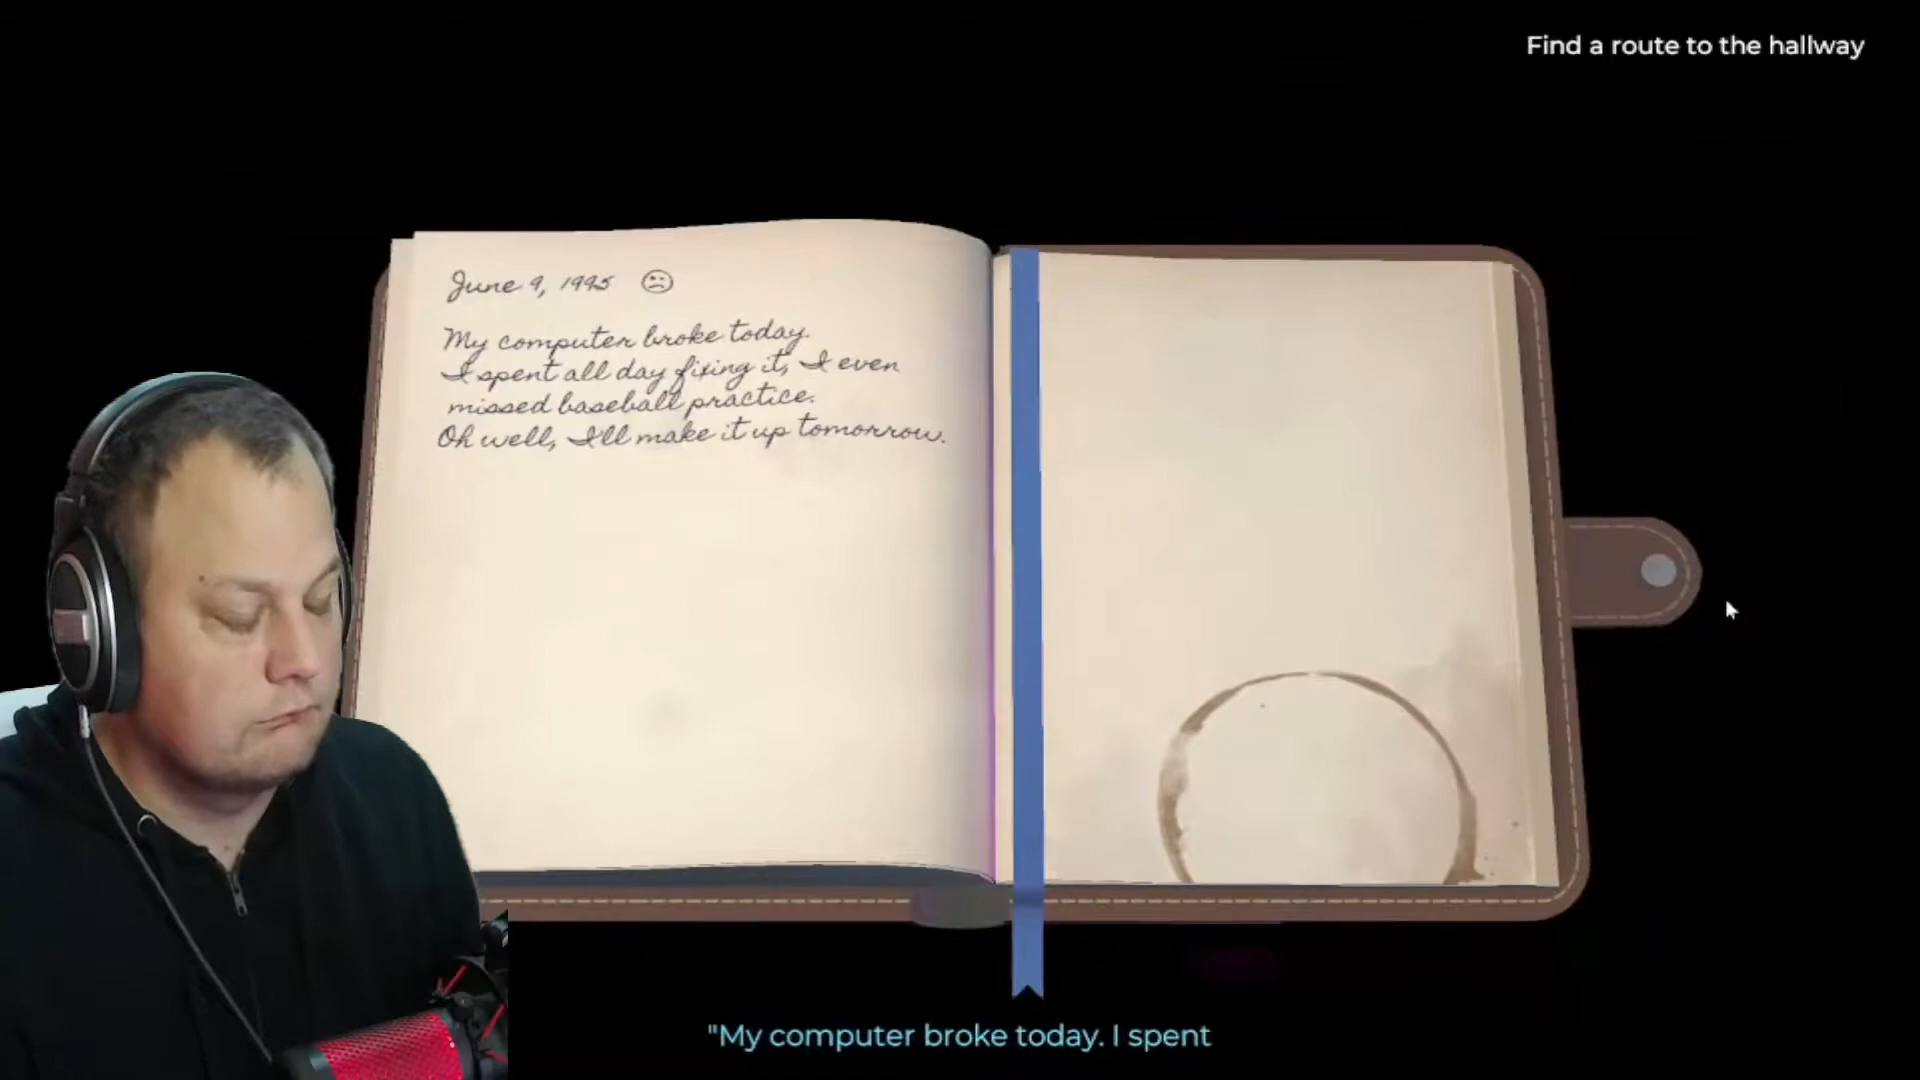 Find a route to the hallway
June 9, 1995
My computer broke today.
I spent all day fixing it, I even
missed baseball practice.
Oh well, I'll make it up tomorrow.
"My computer broke today. I spent